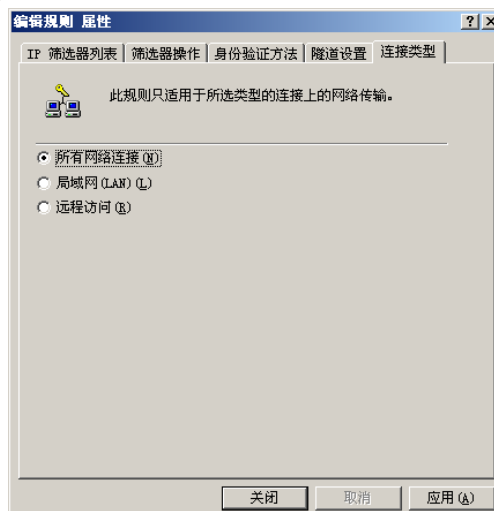 编辑规则 属性
IP 筛选器列表 筛选器操作 身份验证方法 隧道设置 连接类型
此规则只适用于所选类型的连接上的网络传输。
所有网络连接(N)
局域网(LAN)(L)
远程访问(R)
关闭 取消 应用(A)